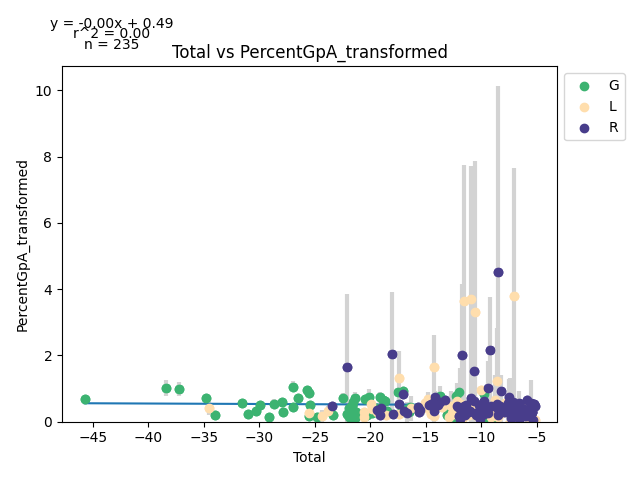 y = -0.00x + 0.49
r^2 = 0.00
n = 235
Total vs PercentGpA_transformed
G
L
R
10
8
6
4
2
0
PercentGpA_transformed
−45
−40
−35
−30
−25
−20
−15
−10
−5
Total